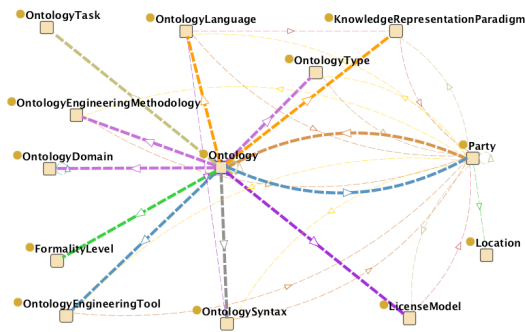 OntologyTask
OntologyLanguage
KnowledgeRepresentationParadigm
OntologyType
OntologyEngineeringMethodology
Party
Ontology
OntologyDomain
FormalityLevel
Location
OntologyEngineeringTool
OntologySyntax
LicenseModel